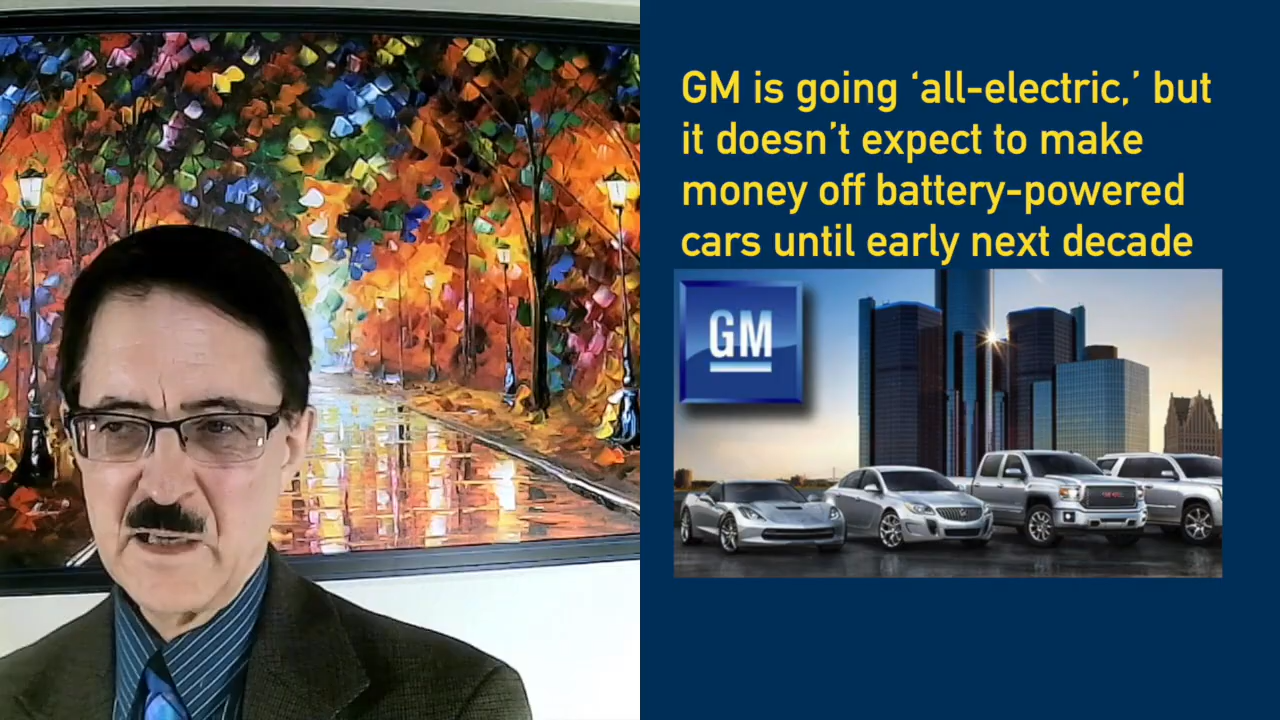 GM is going ‘all-electric,’ but
it doesn’t expect to make
money off battery-powered
cars until early next decade
GM
GMC